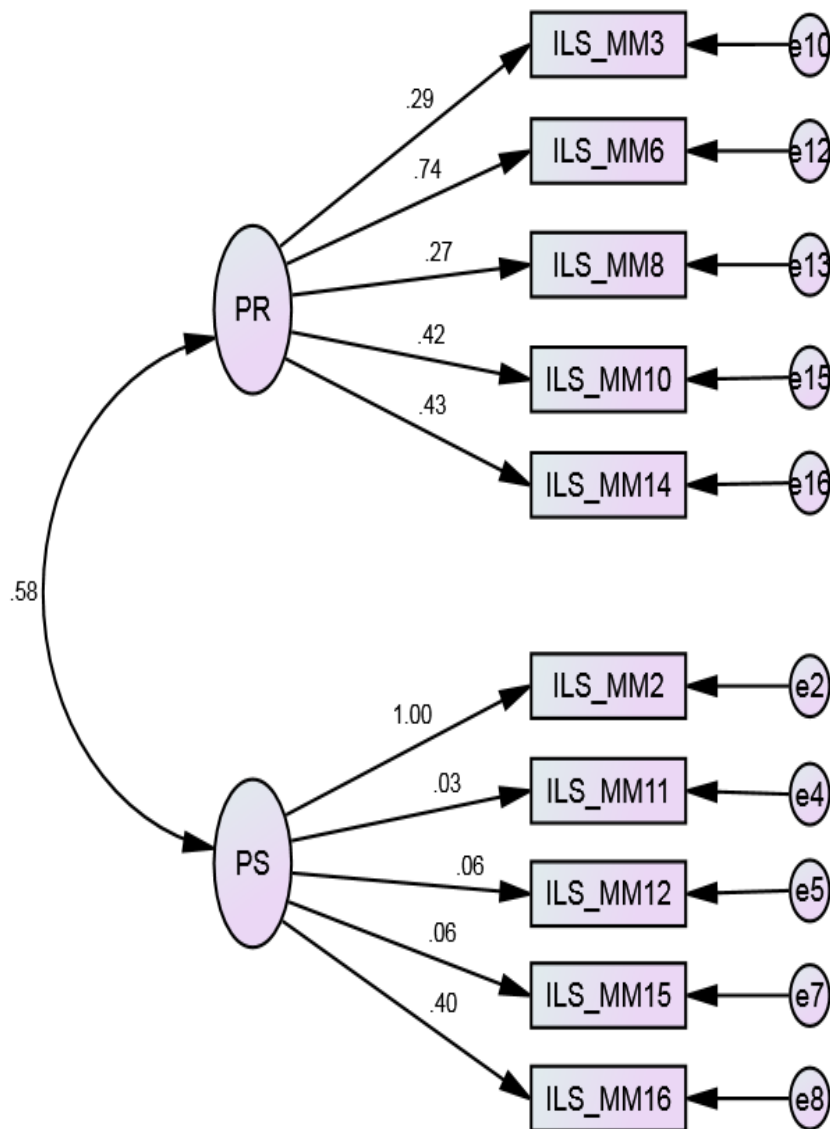 ILS_MM3
e10
.29
ILS_MM6
e12
.74
ILS_MM8
e13
.27
PR
ILS_MM10
e15
.42
ILS_MM14
e16
.43
.58
ILS_MM2
e2
1.00
ILS_MM11
e4
.03
PS
ILS_MM12
e5
.06
ILS_MM15
e7
.06
ILS_MM16
e8
.40